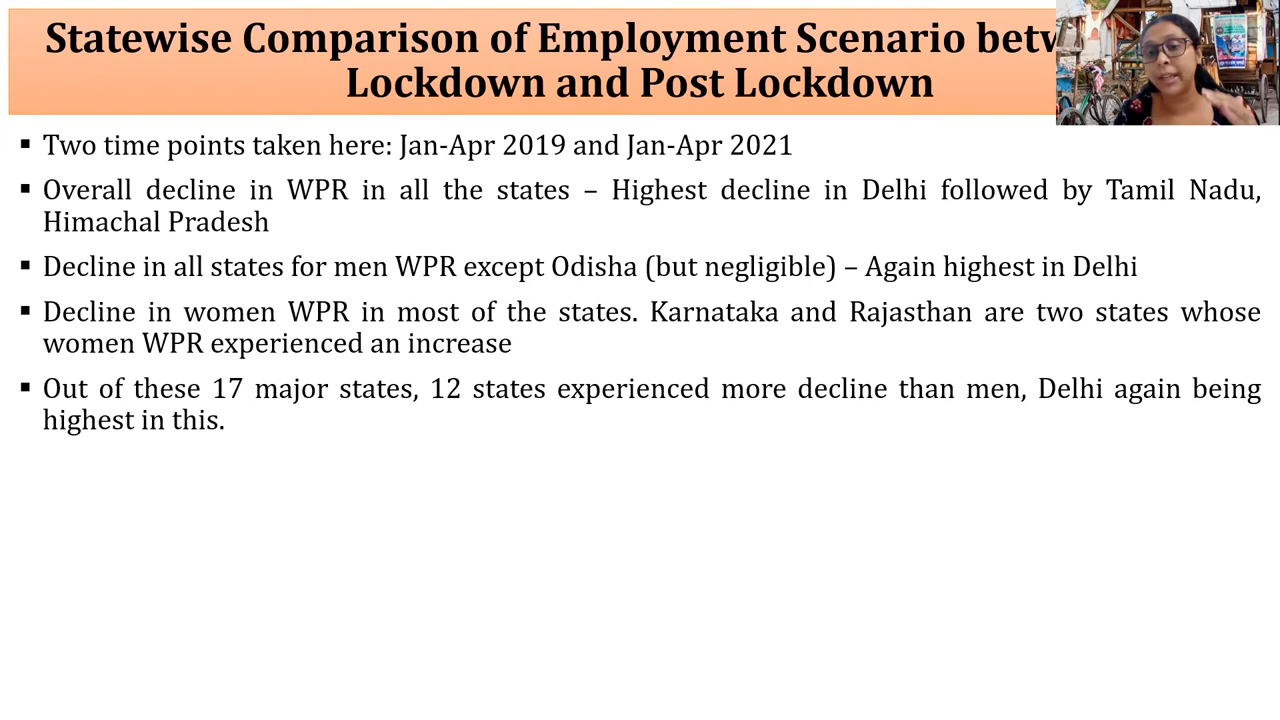 Statewise Comparison of Employment Scenario
Lockdown and Post Lockdown
▪ Two time points taken here: Jan-Apr 2019 and Jan-Apr 2021
▪ Overall decline in WPR in all the states – Highest decline in Delhi followed by Tamil Nadu,
Himachal Pradesh
▪ Decline in all states for men WPR except Odisha (but negligible) – Again highest in Delhi
▪ Decline in women WPR in most of the states. Karnataka and Rajasthan are two states whose
women WPR experienced an increase
▪ Out of these 17 major states, 12 states experienced more decline than men, Delhi again being
highest in this.